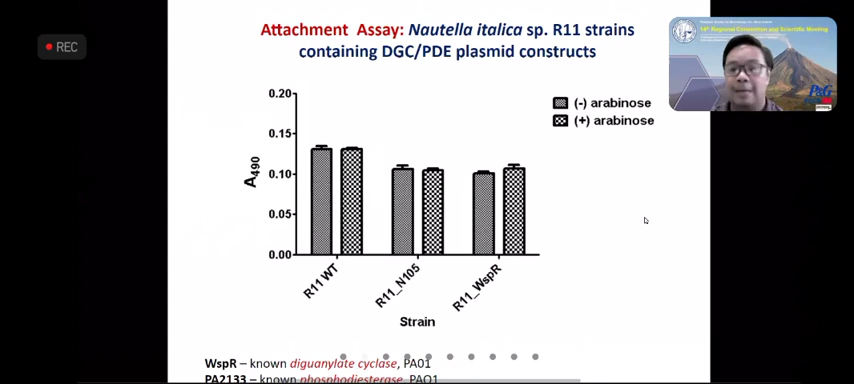 REC
Attachment Assay: Nautella italica sp. R11 strains
containing DGC/PDE plasmid constructs
14th Regional Convention and Scientific Meeting
P&G
(-) arabinose
(+) arabinose
0.20
0.15
0.10
0.05
0.00
A490
R11 WT
R11_N105
R11_WspR
Strain
WspR – known diguanylate cyclase, PA01
PA2133 – known phosphodiesterase, PAO1